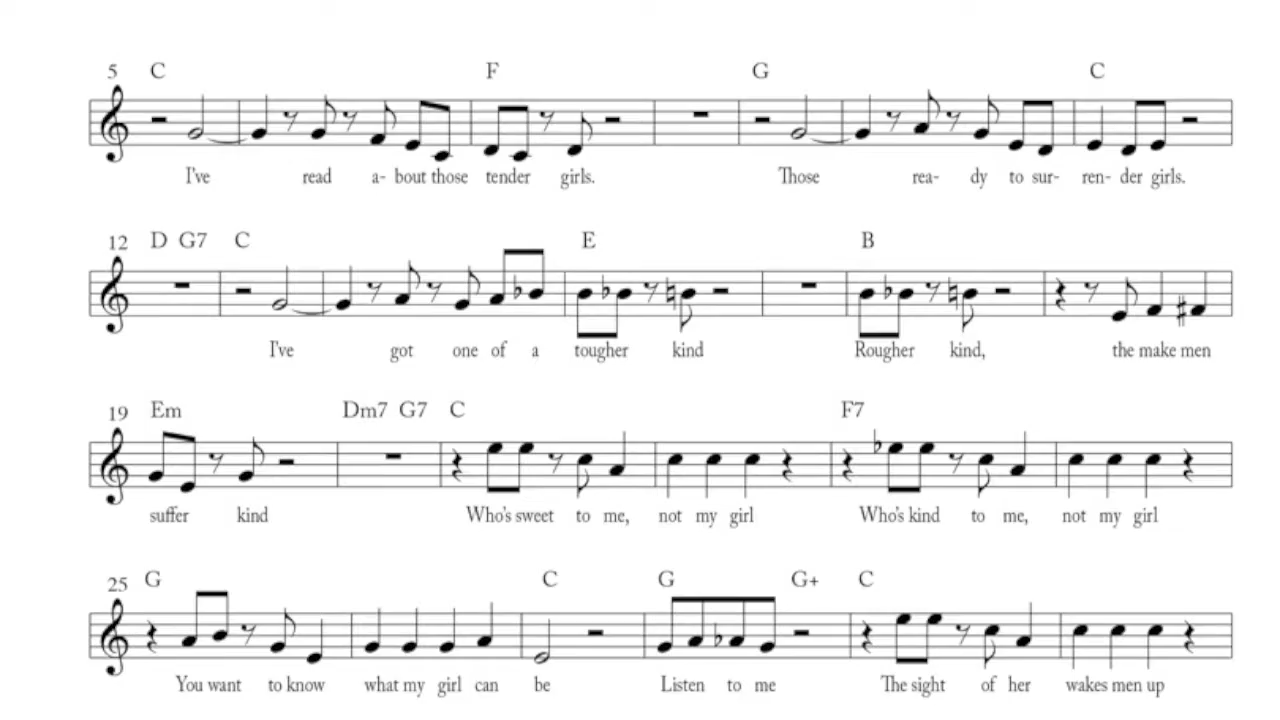 5 C F G C
I've read a- bout those tender girls. Those rea- dy to sur- ren- der girls.
12 D G7 C E B
I've got one of a tougher kind Rougher kind, the make men
19 Em Dm7 G7 C F7
suffer kind Who's sweet to me, not my girl Who's kind to me, not my girl
25 G C G G+ C
You want to know what my girl can be Listen to me The sight of her wakes men up